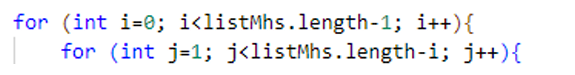 for (int i=0; i<listMhs.length-1; i++){
for (int j=1; j<listMhs.length-i; j++){